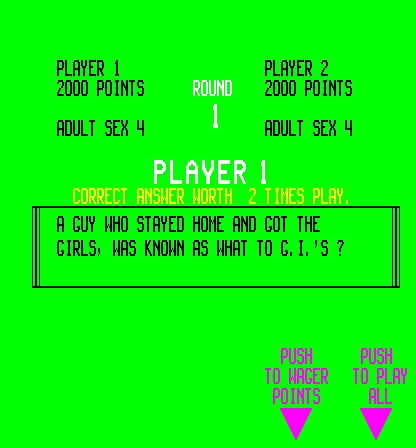 PLAYER 1
2000 POINTS
ADULT SEX 4
ROUND
1
PLAYER 2
2000 POINTS
ADULT SEX 4
PLAYER 1
CORRECT ANSWER WORTH 2 TIMES PLAY.
A GUY WHO STAYED HOME AND GOT THE
GIRLS, WAS KNOWN AS WHAT TO G.I.'S ?
PUSH
TO WAGER
POINTS
PUSH
TO PLAY
ALL